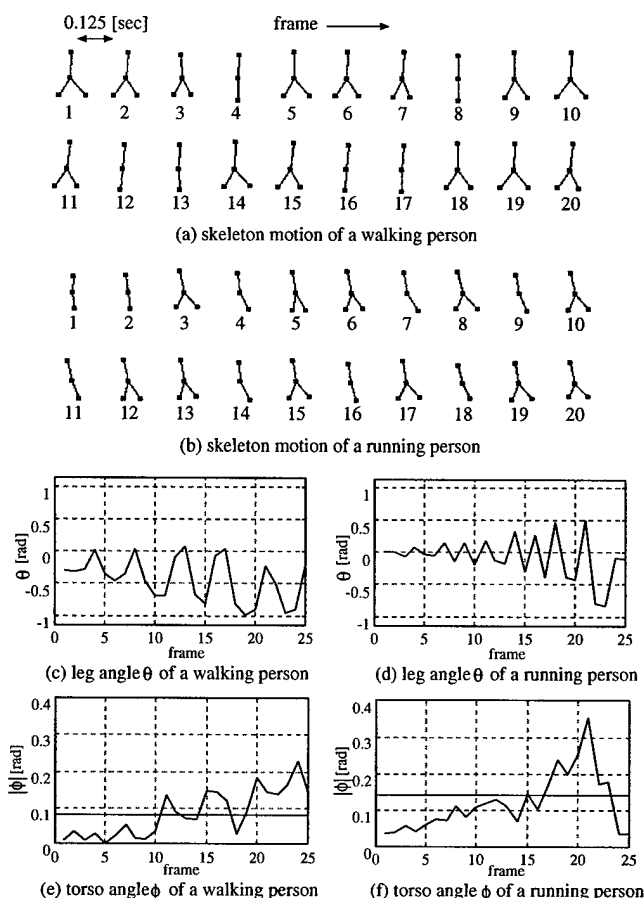 0.125 [sec]
frame
1 2 3 4 5 6 7 8 9 10
11 12 13 14 15 16 17 18 19 20
(a) skeleton motion of a walking person
1 2 3 4 5 6 7 8 9 10
11 12 13 14 15 16 17 18 19 20
(b) skeleton motion of a running person
1
0.5
0
-0.5
-1
θ [rad]
0 5 10 15 20 25
frame
(c) leg angle θ of a walking person
1
0.5
0
-0.5
-1
θ [rad]
0 5 10 15 20 25
frame
(d) leg angle θ of a running person
0.4
0.4
0.2
0.1
0
|ϕ| [rad]
0 5 10 15 20 25
frame
(e) torso angle ϕ of a walking person
0.4
0.4
0.2
0.1
0
|ϕ| [rad]
0 5 10 15 20 25
frame
(f) torso angle ϕ of a running person